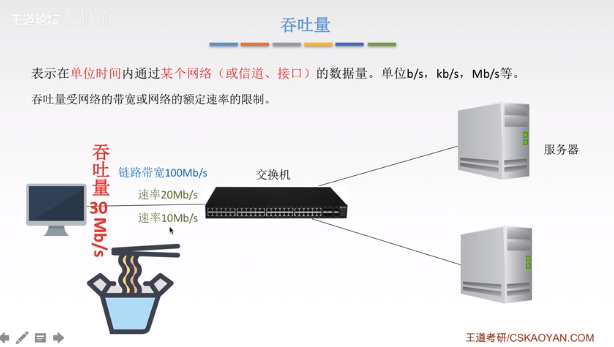 王道论坛
吞吐量
表示在单位时间内通过某个网络（或信道、接口）的数据量。单位b/s，kb/s，Mb/s等。
吞吐量受网络的带宽或网络的额定速率的限制。
吞吐量30 Mb/s
链路带宽100Mb/s
速率20Mb/s
速率10Mb/s
交换机
服务器
王道考研/CSKAOYAN.COM